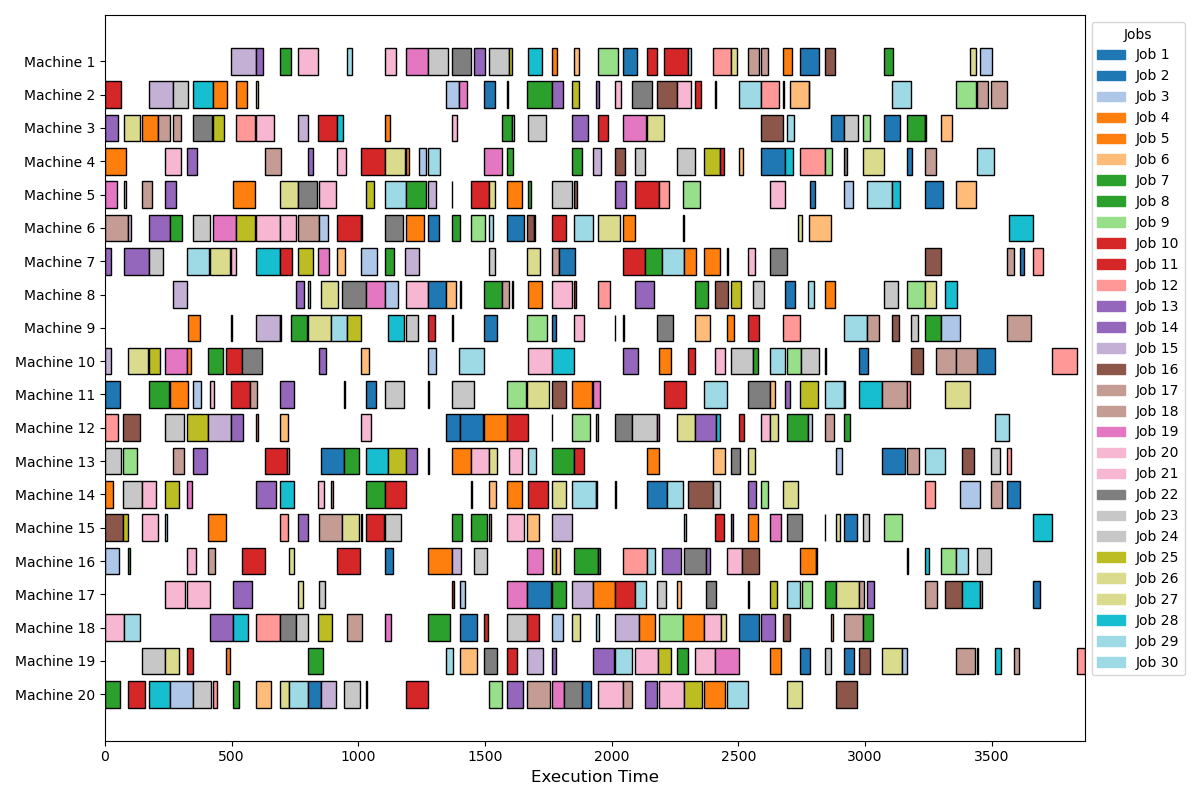 Machine 1
Machine 2
Machine 3
Machine 4
Machine 5
Machine 6
Machine 7
Machine 8
Machine 9
Machine 10
Machine 11
Machine 12
Machine 13
Machine 14
Machine 15
Machine 16
Machine 17
Machine 18
Machine 19
Machine 20
0 500 1000 1500 2000 2500 3000 3500
Execution Time
Jobs
Job 1
Job 2
Job 3
Job 4
Job 5
Job 6
Job 7
Job 8
Job 9
Job 10
Job 11
Job 12
Job 13
Job 14
Job 15
Job 16
Job 17
Job 18
Job 19
Job 20
Job 21
Job 22
Job 23
Job 24
Job 25
Job 26
Job 27
Job 28
Job 29
Job 30